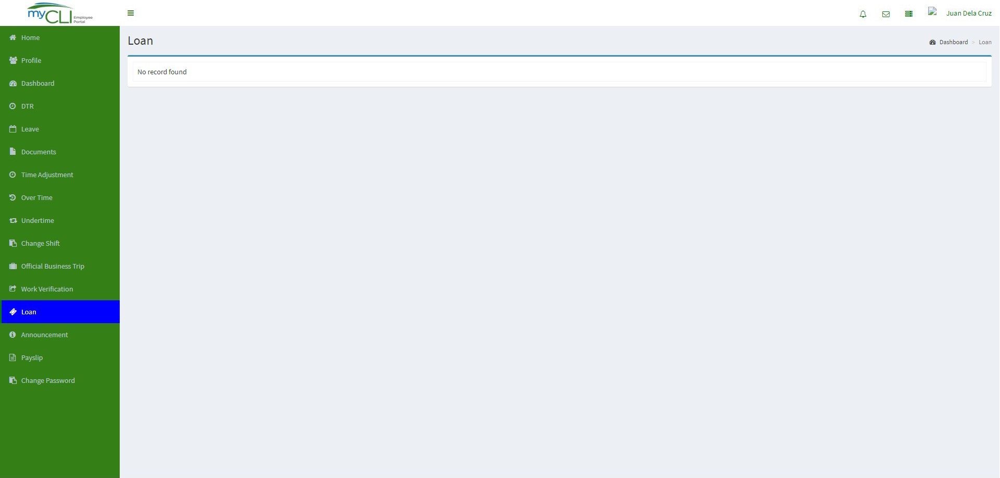 myCLI Employee Portal
Juan Dela Cruz
Home
Profile
Dashboard
DTR
Leave
Documents
Time Adjustment
Over Time
Undertime
Change Shift
Official Business Trip
Work Verification
Loan
Announcement
Payslip
Change Password
Loan
Dashboard > Loan
No record found